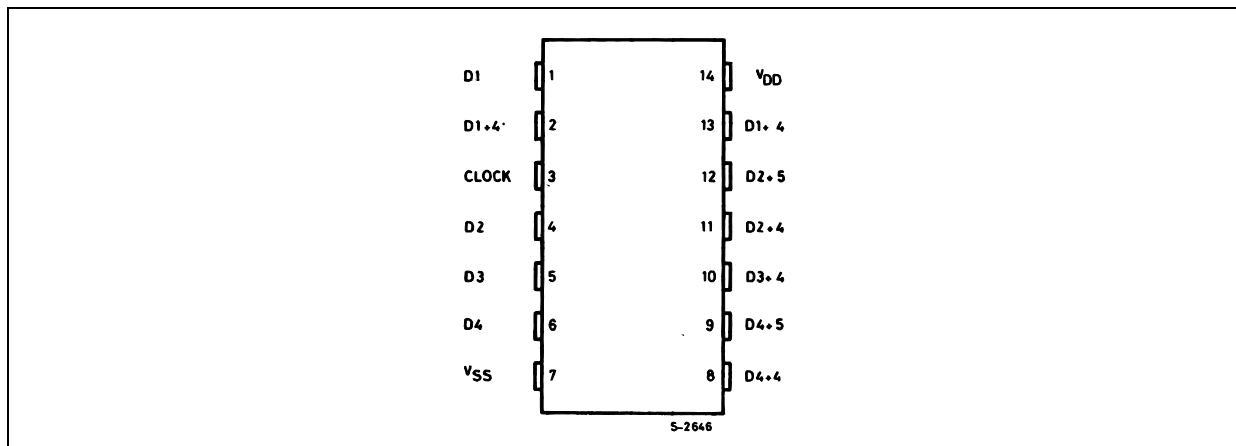 D1 1 14 VDD
D1+4 2 13 D1+4
CLOCK 3 12 D2+5
D2 4 11 D2+4
D3 5 10 D3+4
D4 6 9 D4+5
VSS 7 8 D4+4
S-2646